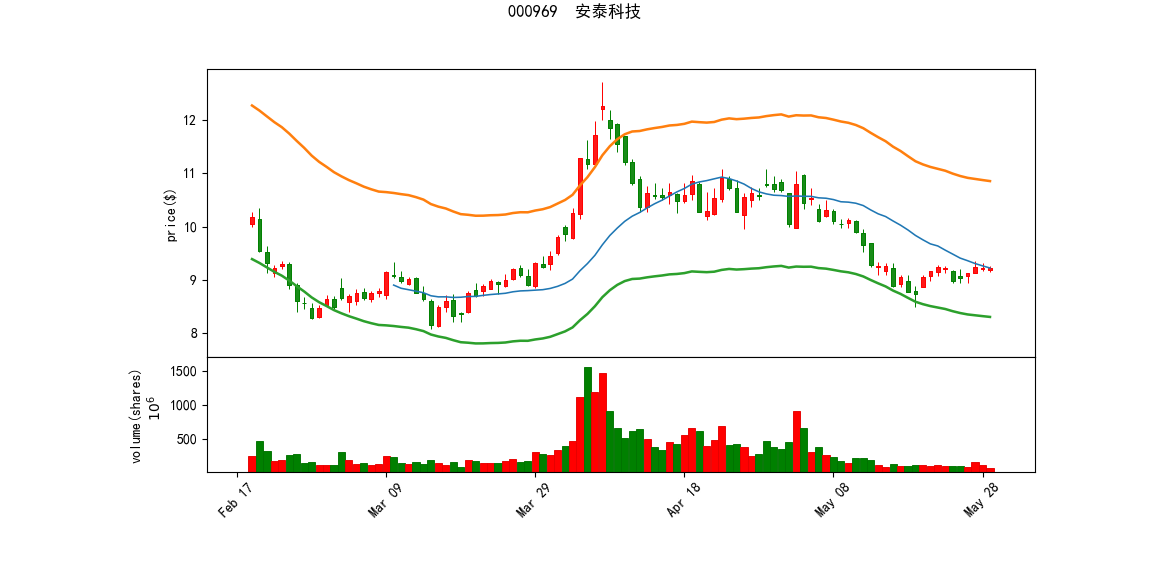 000969  安泰科技
price($)
12
11
10
9
8
volume(shares)
10^6
1500
1000
500
Feb 17
Mar 09
Mar 29
Apr 18
May 08
May 28